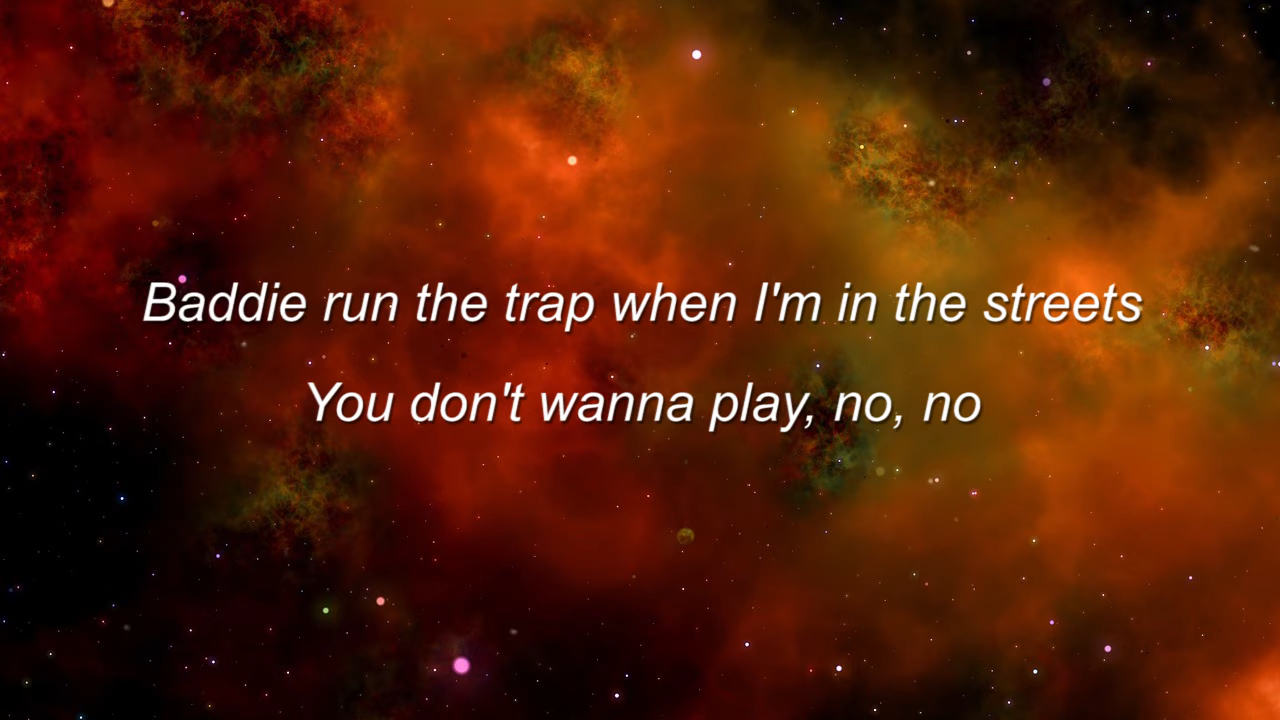 Baddie run the trap when I'm in the streets
You don't wanna play, no, no